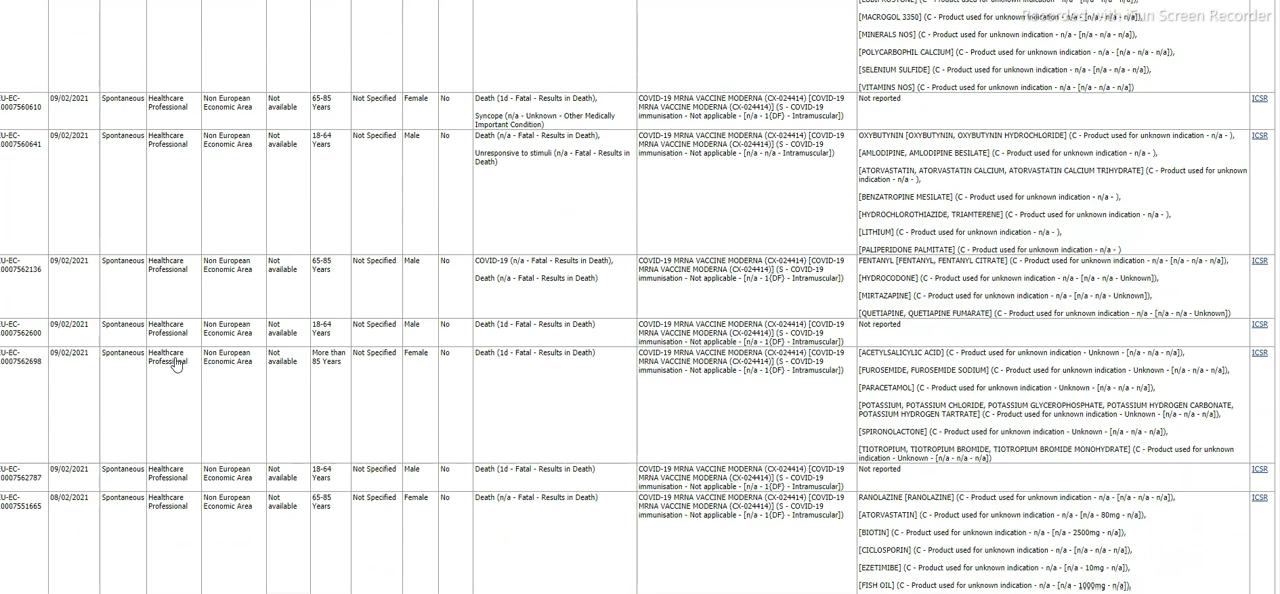 Recorded with iFun Screen Recorder
[MACROGOL 3350] (C - Product used for unknown indication - n/a - [n/a - n/a - n/a]),
[MINERALS NOS] (C - Product used for unknown indication - n/a - [n/a - n/a - n/a]),
[POLYCARBOPHIL CALCIUM] (C - Product used for unknown indication - n/a - [n/a - n/a - n/a]),
[SELENIUM SULFIDE] (C - Product used for unknown indication - n/a - [n/a - n/a - n/a]),
[VITAMINS NOS] (C - Product used for unknown indication - n/a - [n/a - n/a - n/a])
EU-EC-
10007560610
09/02/2021
Spontaneous
Healthcare
Professional
Non European
Economic Area
Not
available
65-85
Years
Not Specified
Female
No
Death (1d - Fatal - Results in Death),
Syncope (n/a - Unknown - Other Medically
Important Condition)
COVID-19 MRNA VACCINE MODERNA (CX-024414) [COVID-19
MRNA VACCINE MODERNA (CX-024414)] (S - COVID-19
immunisation - Not applicable - [n/a - 1{DF} - Intramuscular])
Not reported
ICSR
EU-EC-
10007560641
09/02/2021
Spontaneous
Healthcare
Professional
Non European
Economic Area
Not
available
18-64
Years
Not Specified
Male
No
Death (n/a - Fatal - Results in Death),
Unresponsive to stimuli (n/a - Fatal - Results in
Death)
COVID-19 MRNA VACCINE MODERNA (CX-024414) [COVID-19
MRNA VACCINE MODERNA (CX-024414)] (S - COVID-19
immunisation - Not applicable - [n/a - n/a - Intramuscular])
OXYBUTYNIN [OXYBUTYNIN, OXYBUTYNIN HYDROCHLORIDE] (C - Product used for unknown indication - n/a - ),
[AMLODIPINE, AMLODIPINE BESILATE] (C - Product used for unknown indication - n/a - ),
[ATORVASTATIN, ATORVASTATIN CALCIUM, ATORVASTATIN CALCIUM TRIHYDRATE] (C - Product used for unknown
indication - n/a - ),
[BENZATROPINE MESILATE] (C - Product used for unknown indication - n/a - ),
[HYDROCHLOROTHIAZIDE, TRIAMTERENE] (C - Product used for unknown indication - n/a - ),
[LITHIUM] (C - Product used for unknown indication - n/a - ),
[PALIPERIDONE PALMITATE] (C - Product used for unknown indication - n/a - )
ICSR
EU-EC-
10007562136
09/02/2021
Spontaneous
Healthcare
Professional
Non European
Economic Area
Not
available
65-85
Years
Not Specified
Male
No
COVID-19 (n/a - Fatal - Results in Death),
Death (n/a - Fatal - Results in Death)
COVID-19 MRNA VACCINE MODERNA (CX-024414) [COVID-19
MRNA VACCINE MODERNA (CX-024414)] (S - COVID-19
immunisation - Not applicable - [n/a - 1{DF} - Intramuscular])
FENTANYL [FENTANYL, FENTANYL CITRATE] (C - Product used for unknown indication - n/a - [n/a - n/a - n/a]),
[HYDROCODONE] (C - Product used for unknown indication - n/a - [n/a - n/a - Unknown]),
[MIRTAZAPINE] (C - Product used for unknown indication - n/a - [n/a - n/a - Unknown]),
[QUETIAPINE, QUETIAPINE FUMARATE] (C - Product used for unknown indication - n/a - [n/a - n/a - Unknown])
ICSR
EU-EC-
10007562600
09/02/2021
Spontaneous
Healthcare
Professional
Non European
Economic Area
Not
available
18-64
Years
Not Specified
Male
No
Death (1d - Fatal - Results in Death)
COVID-19 MRNA VACCINE MODERNA (CX-024414) [COVID-19
MRNA VACCINE MODERNA (CX-024414)] (S - COVID-19
immunisation - Not applicable - [n/a - 1{DF} - Intramuscular])
Not reported
ICSR
EU-EC-
10007562698
09/02/2021
Spontaneous
Healthcare
Professional
Non European
Economic Area
Not
available
More than
85 Years
Not Specified
Female
No
Death (1d - Fatal - Results in Death)
COVID-19 MRNA VACCINE MODERNA (CX-024414) [COVID-19
MRNA VACCINE MODERNA (CX-024414)] (S - COVID-19
immunisation - Not applicable - [n/a - 1{DF} - Intramuscular])
[ACETYLSALICYLIC ACID] (C - Product used for unknown indication - Unknown - [n/a - n/a - n/a]),
[FUROSEMIDE, FUROSEMIDE SODIUM] (C - Product used for unknown indication - Unknown - [n/a - n/a - n/a]),
[PARACETAMOL] (C - Product used for unknown indication - Unknown - [n/a - n/a - n/a]),
[POTASSIUM, POTASSIUM CHLORIDE, POTASSIUM GLYCEROPHOSPHATE, POTASSIUM HYDROGEN CARBONATE,
POTASSIUM HYDROGEN TARTRATE] (C - Product used for unknown indication - Unknown - [n/a - n/a - n/a]),
[SPIRONOLACTONE] (C - Product used for unknown indication - Unknown - [n/a - n/a - n/a]),
[TIOTROPIUM, TIOTROPIUM BROMIDE, TIOTROPIUM BROMIDE MONOHYDRATE] (C - Product used for unknown
indication - Unknown - [n/a - n/a - n/a])
ICSR
EU-EC-
10007562787
09/02/2021
Spontaneous
Healthcare
Professional
Non European
Economic Area
Not
available
18-64
Years
Not Specified
Male
No
Death (1d - Fatal - Results in Death)
COVID-19 MRNA VACCINE MODERNA (CX-024414) [COVID-19
MRNA VACCINE MODERNA (CX-024414)] (S - COVID-19
immunisation - Not applicable - [n/a - 1{DF} - Intramuscular])
Not reported
ICSR
EU-EC-
10007551665
08/02/2021
Spontaneous
Healthcare
Professional
Non European
Economic Area
Not
available
65-85
Years
Not Specified
Female
No
Death (n/a - Fatal - Results in Death)
COVID-19 MRNA VACCINE MODERNA (CX-024414) [COVID-19
MRNA VACCINE MODERNA (CX-024414)] (S - COVID-19
immunisation - Not applicable - [n/a - 1{DF} - Intramuscular])
RANOLAZINE [RANOLAZINE] (C - Product used for unknown indication - n/a - [n/a - n/a - n/a]),
[ATORVASTATIN] (C - Product used for unknown indication - n/a - [n/a - 80mg - n/a]),
[BIOTIN] (C - Product used for unknown indication - n/a - [n/a - 2500mg - n/a]),
[CICLOSPORIN] (C - Product used for unknown indication - n/a - [n/a - n/a - n/a]),
[EZETIMIBE] (C - Product used for unknown indication - n/a - [n/a - 10mg - n/a]),
[FISH OIL] (C - Product used for unknown indication - n/a - [n/a - 1000mg - n/a]),
ICSR